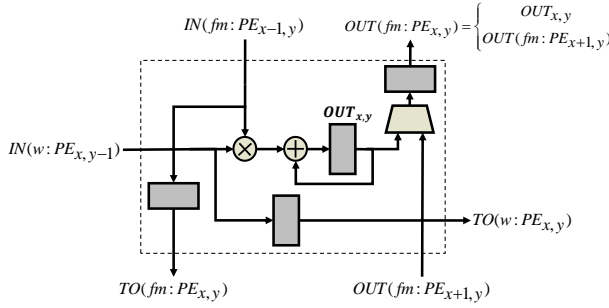 IN(fm:PE_{x-1,y})
OUT(fm:PE_{x,y}) = { OUT_{x,y}
OUT(fm:PE_{x+1,y})
OUT_{x,y}
IN(w:PE_{x,y-1})
×
+
TO(w:PE_{x,y})
TO(fm:PE_{x,y})
OUT(fm:PE_{x+1,y})